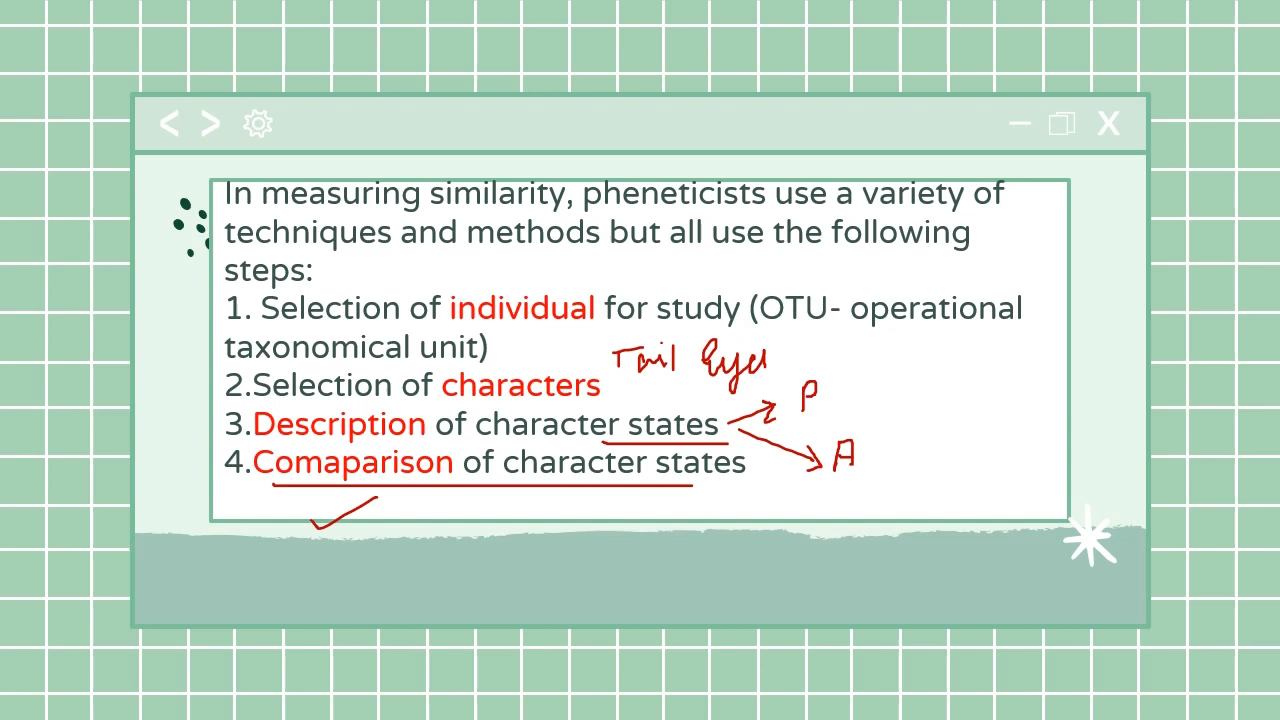 In measuring similarity, pheneticists use a variety of
techniques and methods but all use the following
steps:
1. Selection of individual for study (OTU- operational
taxonomical unit)
Tail Eyes
2.Selection of characters
P
3.Description of character states
4.Comaparison of character states
A